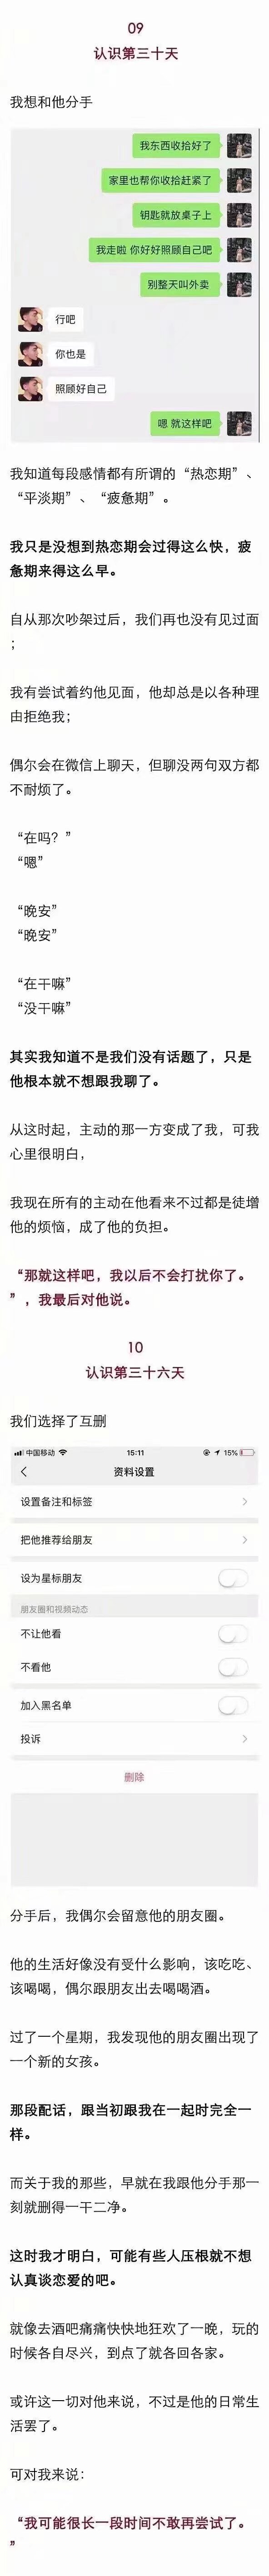 09
认识第三十天
我想和他分手
我东西收拾好了
家里也帮你收拾赶紧了
钥匙就放桌子上
我走啦 你好好照顾自己吧
别整天叫外卖
行吧
你也是
照顾好自己
嗯 就这样吧
我知道每段感情都有所谓的“热恋期”、
“平淡期”、“疲惫期”。
我只是没想到热恋期会过得这么快，疲
惫期来得这么早。
自从那次吵架过后，我们再也没有见过面
；
我有尝试着约他见面，他却总是以各种理
由拒绝我；
偶尔会在微信上聊天，但聊没两句双方都
不耐烦了。
“在吗？”
“嗯”
“晚安”
“晚安”
“在干嘛”
“没干嘛”
其实我知道不是我们没有话题了，只是
他根本就不想跟我聊了。
从这时起，主动的那一方变成了我，可我
心里很明白，
我现在所有的主动在他看来不过都是徒增
他的烦恼，成了他的负担。
“那就这样吧，我以后不会打扰你了。
”，我最后对他说。
10
认识第三十六天
我们选择了互删
中国移动
15:11
15%
资料设置
设置备注和标签
把他推荐给朋友
设为星标朋友
朋友圈和视频动态
不让他看
不看他
加入黑名单
投诉
删除
分手后，我偶尔会留意他的朋友圈。
他的生活好像没有受什么影响，该吃吃、
该喝喝，偶尔跟朋友出去喝喝酒。
过了一个星期，我发现他的朋友圈出现了
一个新的女孩。
那段配话，跟当初跟我在一起时完全一
样。
而关于我的那些，早就在我跟他分手那一
刻就删得一干二净。
这时我才明白，可能有些人压根就不想
认真谈恋爱的吧。
就像去酒吧痛痛快快地狂欢了一晚，玩的
时候各自尽兴，到点了就各回各家。
或许这一切对他来说，不过是他的日常生
活罢了。
可对我来说：
“我可能很长一段时间不敢再尝试了。
”